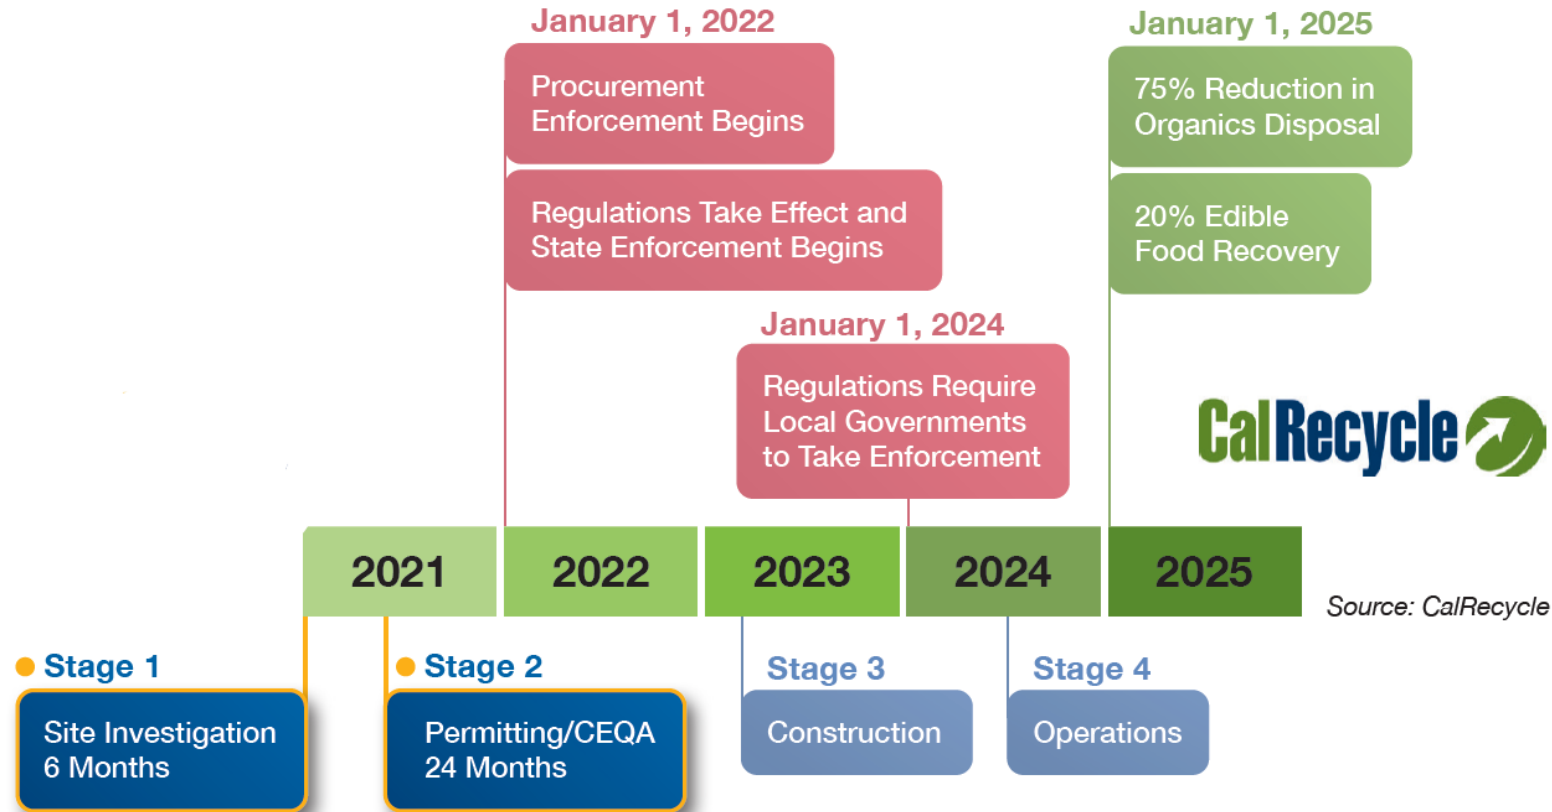 January 1, 2022
Procurement
Enforcement Begins
Regulations Take Effect and
State Enforcement Begins
January 1, 2024
Regulations Require
Local Governments
to Take Enforcement
January 1, 2025
75% Reduction in
Organics Disposal
20% Edible
Food Recovery
CalRecycle
2021
2022
2023
2024
2025
Source: CalRecycle
Stage 1
Site Investigation
6 Months
Stage 2
Permitting/CEQA
24 Months
Stage 3
Construction
Stage 4
Operations